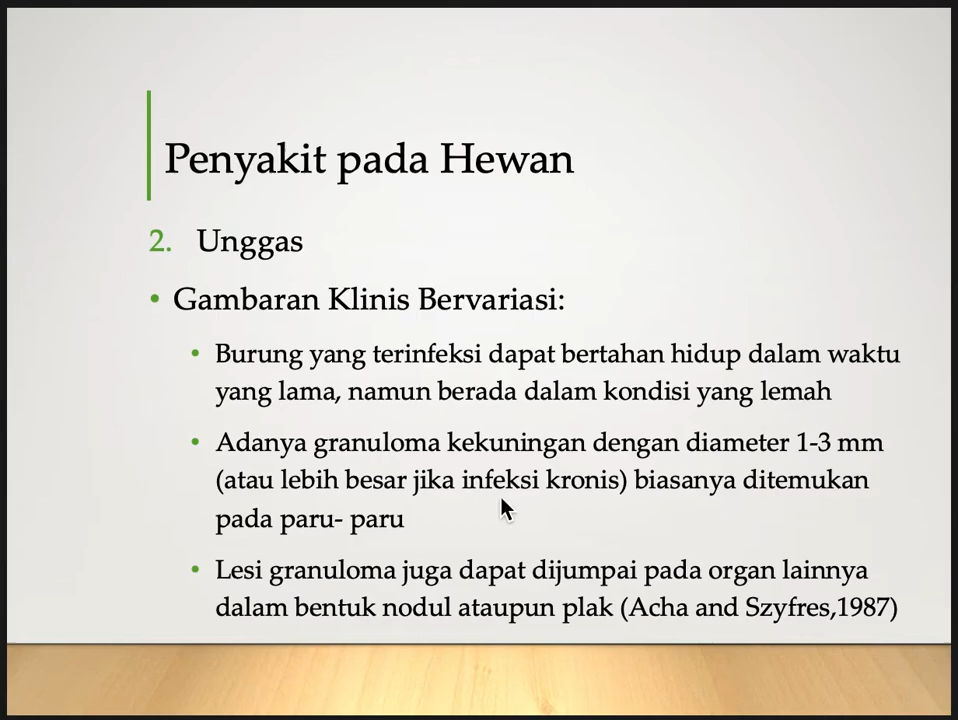 Penyakit pada Hewan
2. Unggas
• Gambaran Klinis Bervariasi:
• Burung yang terinfeksi dapat bertahan hidup dalam waktu
yang lama, namun berada dalam kondisi yang lemah
• Adanya granuloma kekuningan dengan diameter 1-3 mm
(atau lebih besar jika infeksi kronis) biasanya ditemukan
pada paru- paru
• Lesi granuloma juga dapat dijumpai pada organ lainnya
dalam bentuk nodul ataupun plak (Acha and Szyfres,1987)